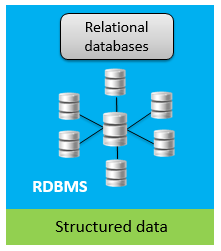 Relational
databases
RDBMS
Structured data